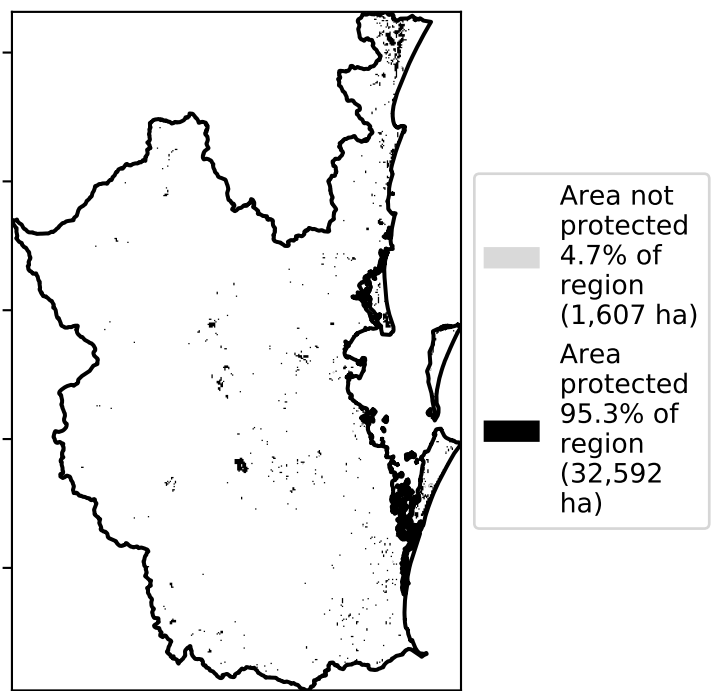 Area not
protected
4.7% of
region
(1,607 ha)
Area
protected
95.3% of
region
(32,592
ha)